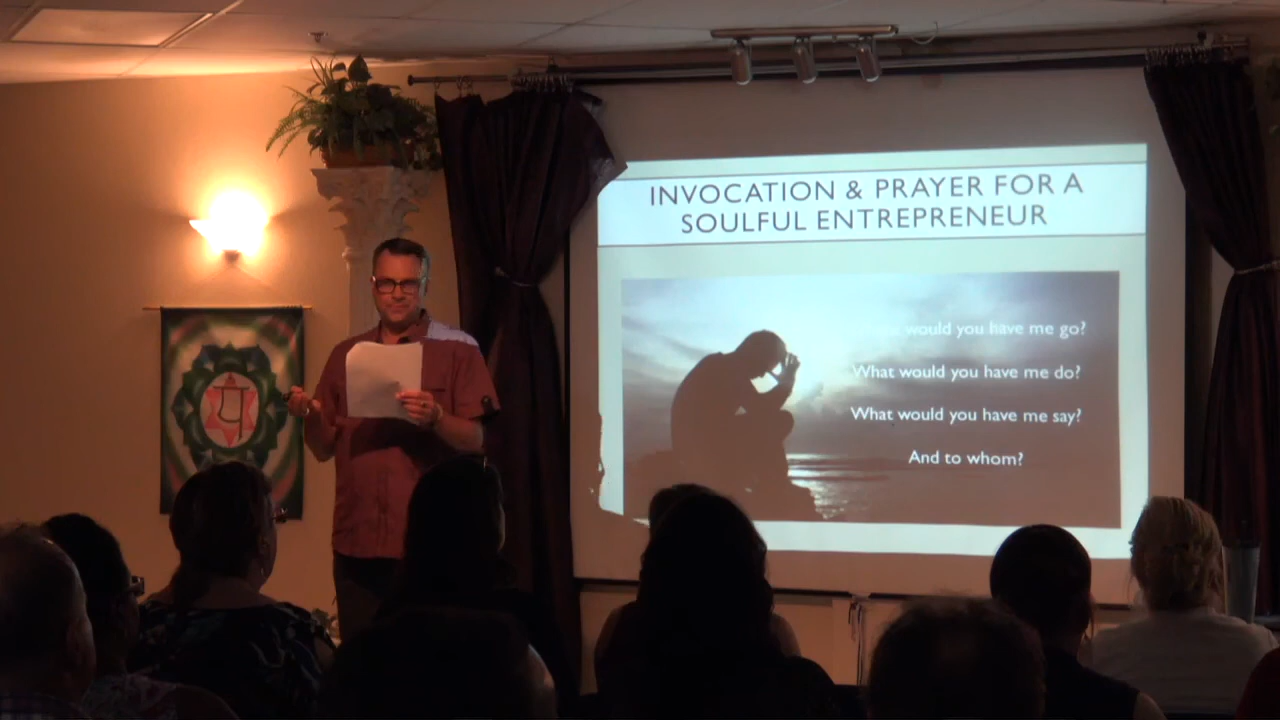 INVOCATION & PRAYER FOR A
SOULFUL ENTREPRENEUR
would you have me go?
What would you have me do?
What would you have me say?
And to whom?
प